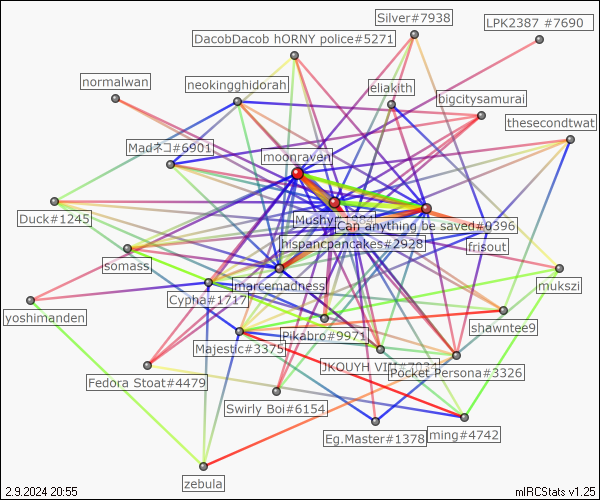 Silver#7938
LPK2387 #7690
DacobDacob hORNY police#5271
normalwan
neokingghidorah
eliakith
bigcitysamurai
thesecondtwat
Madネコ#6901
moonraven
Duck#1245
Mushy#1984
Can anything be saved#0396
hispancpancakes#2928
frisout
somass
marcemadness
mukszi
Cypha#1717
yoshimanden
Pikabro#9971
shawntee9
Majestic#3375
JKOUYH VIM#7034
Pocket Persona#3326
Fedora Stoat#4479
Swirly Boi#6154
Eg.Master#1378
ming#4742
zebula
2.9.2024 20:55
mIRCStats v1.25